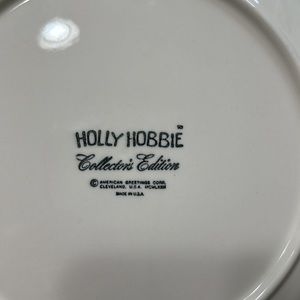 HOLLY HOBBIE
Collector's Edition
© AMERICAN GREETINGS CORP.
CLEVELAND, U.S.A.
MADE IN U.S.A.